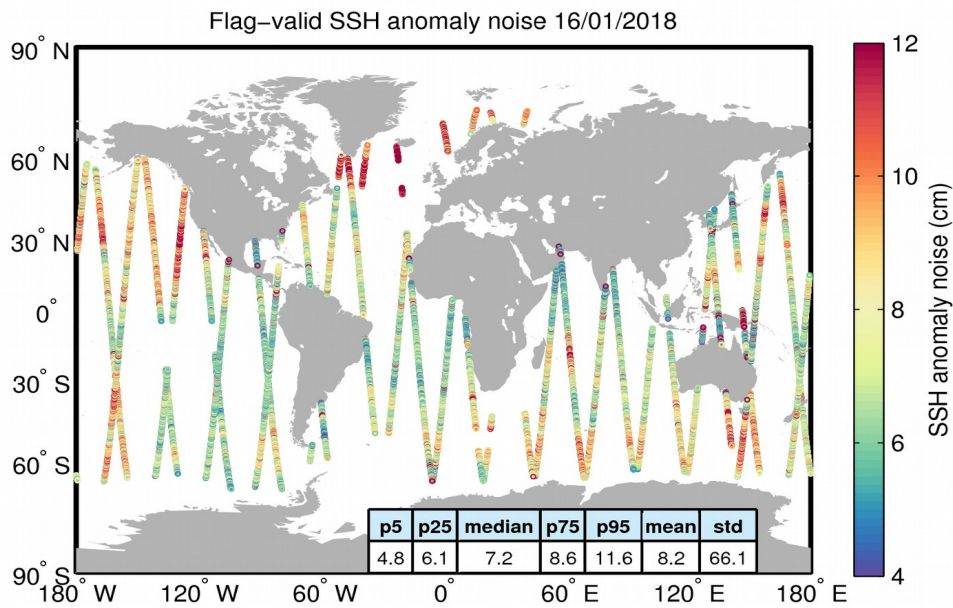 Flag−valid SSH anomaly noise 16/01/2018
90° N
60° N
30° N
0°
30° S
60° S
90° S
180° W 120° W 60° W 0° 60° E 120° E 180° E
p5 p25 median p75 p95 mean std
4.8 6.1 7.2 8.6 11.6 8.2 66.1
12
10
8
6
4
SSH anomaly noise (cm)